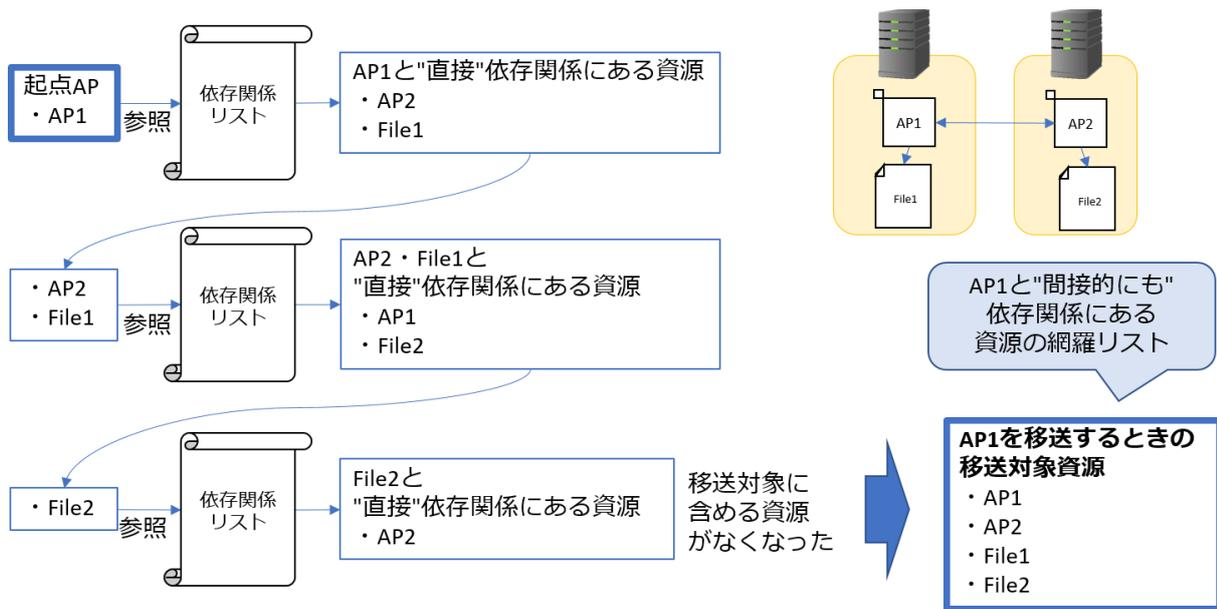 起点AP
・AP1
参照
依存関係
リスト
AP1と"直接"依存関係にある資源
・AP2
・File1
AP1
AP2
File1
File2
・AP2
・File1
参照
依存関係
リスト
AP2・File1と
"直接"依存関係にある資源
・AP1
・File2
AP1と"間接的にも"
依存関係にある
資源の網羅リスト
・File2
参照
依存関係
リスト
File2と
"直接"依存関係にある資源
・AP2
移送対象に
含める資源
がなくなった
AP1を移送するときの
移送対象資源
・AP1
・AP2
・File1
・File2